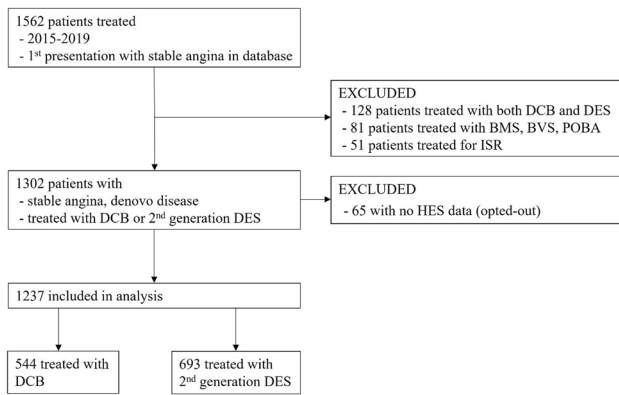 1562 patients treated
- 2015-2019
- 1st presentation with stable angina in database
EXCLUDED
- 128 patients treated with both DCB and DES
- 81 patients treated with BMS, BVS, POBA
- 51 patients treated for ISR
1302 patients with
- stable angina, denovo disease
- treated with DCB or 2nd generation DES
EXCLUDED
- 65 with no HES data (opted-out)
1237 included in analysis
544 treated with
DCB
693 treated with
2nd generation DES